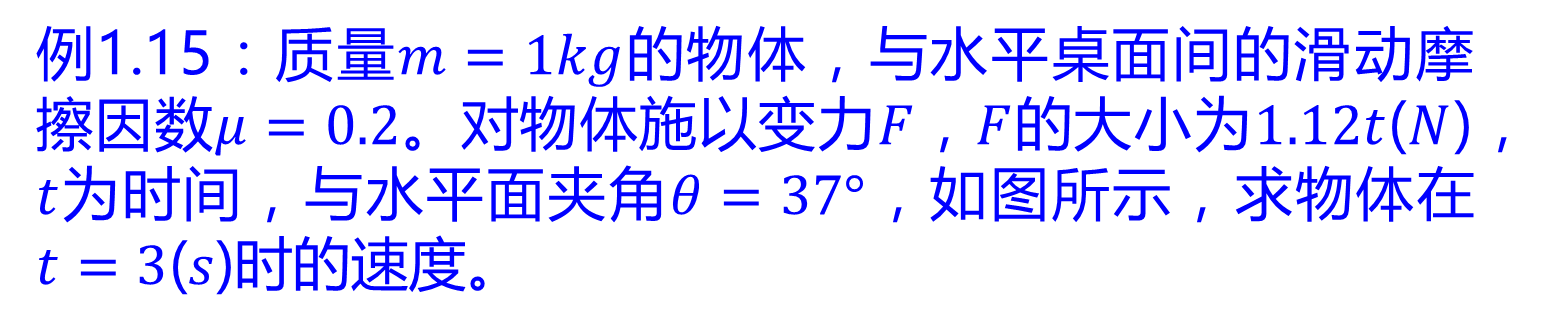 例1.15：质量m = 1kg的物体，与水平桌面间的滑动摩
擦因数μ = 0.2。对物体施以变力F，F的大小为1.12t(N)，
t为时间，与水平面夹角θ = 37°，如图所示，求物体在
t = 3(s)时的速度。